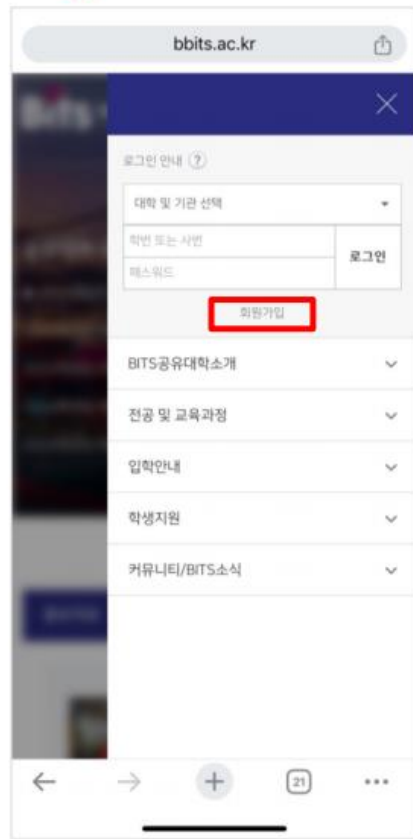 bbits.ac.kr
Bits
로그인 안내 ?
대학 및 기관 선택
학번 또는 사번
패스워드
로그인
회원가입
BITS공유대학소개
전공 및 교육과정
입학안내
학생지원
커뮤니티/BITS소식
21